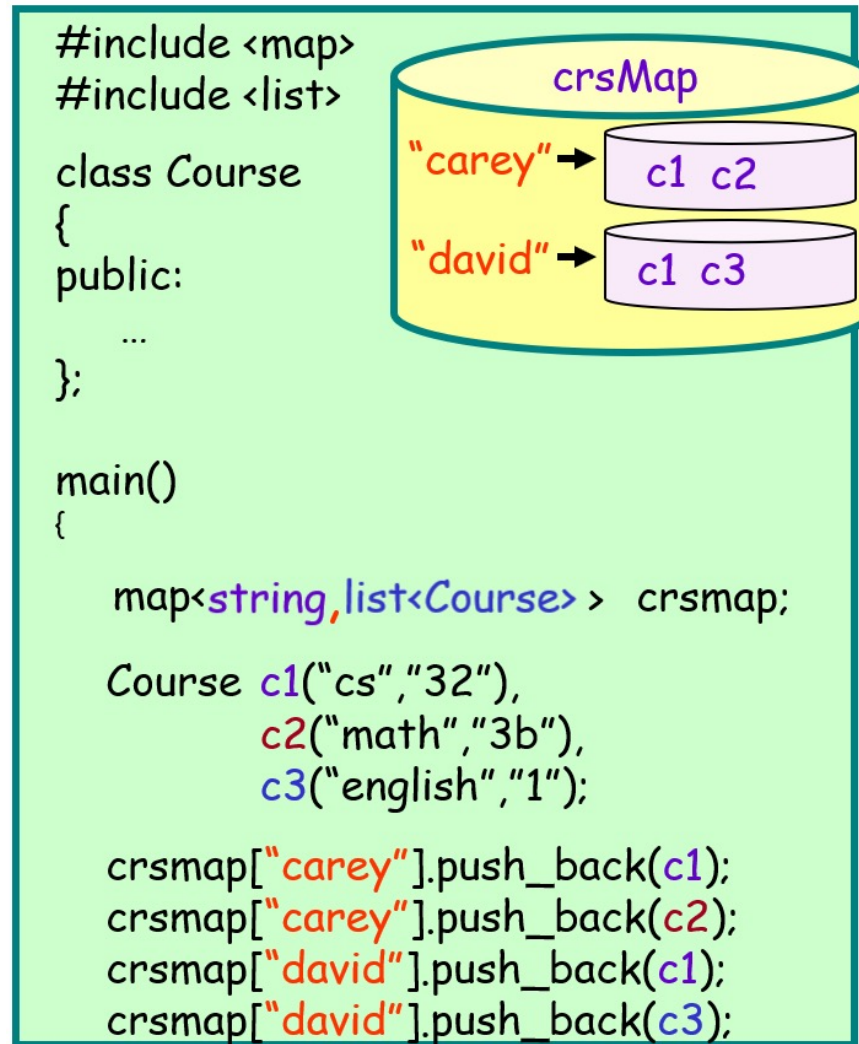 #include <map>
#include <list>
class Course
{
public:
...
};
main()
{
map<string,list<Course> > crsmap;
Course c1("cs","32"),
c2("math","3b"),
c3("english","1");
crsmap["carey"].push_back(c1);
crsmap["carey"].push_back(c2);
crsmap["david"].push_back(c1);
crsmap["david"].push_back(c3);
crsMap
"carey"
c1 c2
"david"
c1 c3